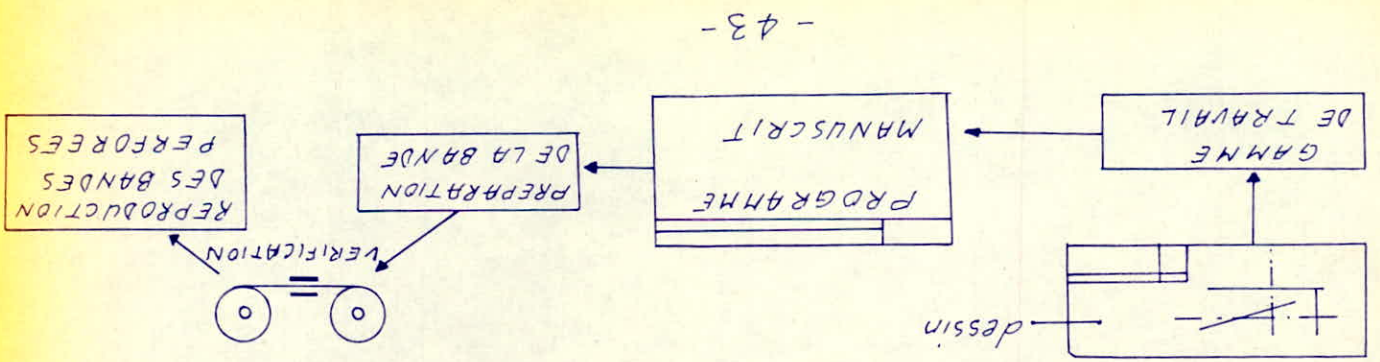 dessin
GAMME
DE TRAVAIL
PROGRAMME
MANUSCRIT
PREPARATION
DE LA BANDE
VERIFICATION
REPRODUCTION
DES BANDES
PERFOREES
- 43 -